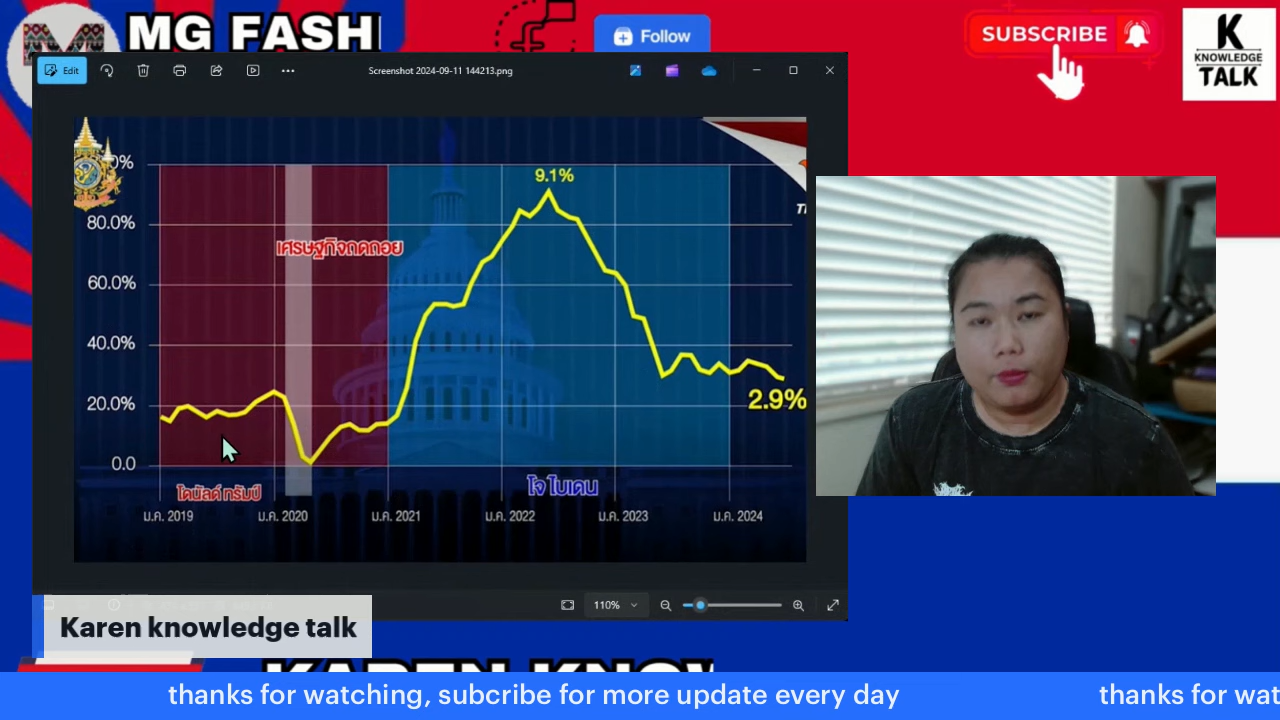 MG FASH
Follow
SUBSCRIBE
K
KNOWLEDGE
TALK
Edit
Screenshot 2024-09-11 144213.png
0%
80.0%
60.0%
40.0%
20.0%
0.0
9.1%
เศรษฐกิจถดถอย
2.9%
โดนัลด์ ทรัมป์
โจ ไบเดน
ม.ค. 2019
ม.ค. 2020
ม.ค. 2021
ม.ค. 2022
ม.ค. 2023
ม.ค. 2024
110%
Karen knowledge talk
thanks for watching, subcribe for more update every day
thanks for wat